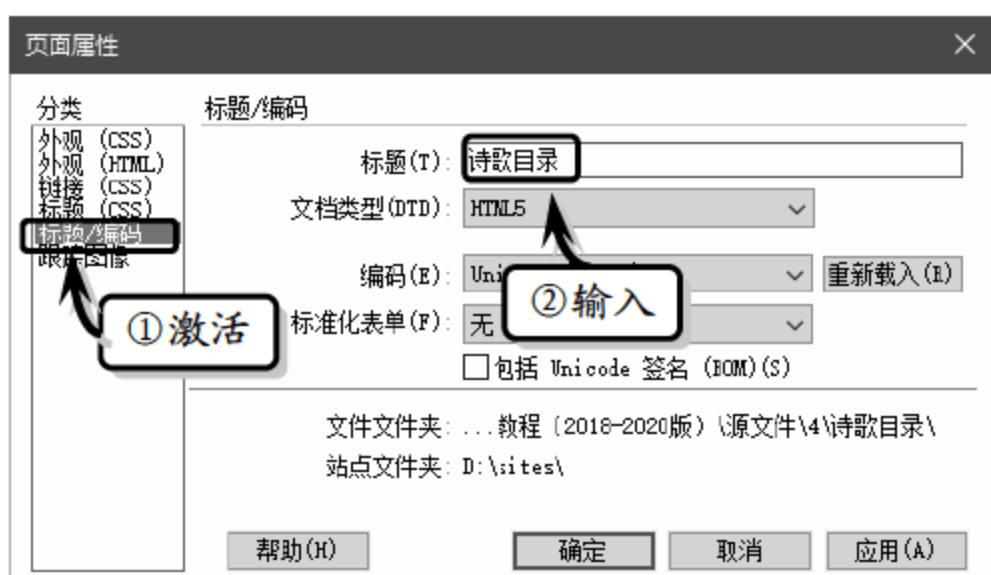 页面属性
分类
外观 (CSS)
外观 (HTML)
链接 (CSS)
标题 (CSS)
标题/编码
跟踪图像
标题/编码
标题(T): 诗歌目录
文档类型(DTD): HTML5
编码(E): 重新载入(R)
标准化表单(F): 无
包括 Unicode 签名 (BOM)(S)
①激活
②输入
文件文件夹: ...教程(2018-2020版)\源文件\4\诗歌目录\
站点文件夹: D:\sites\
帮助(H) 确定 取消 应用(A)